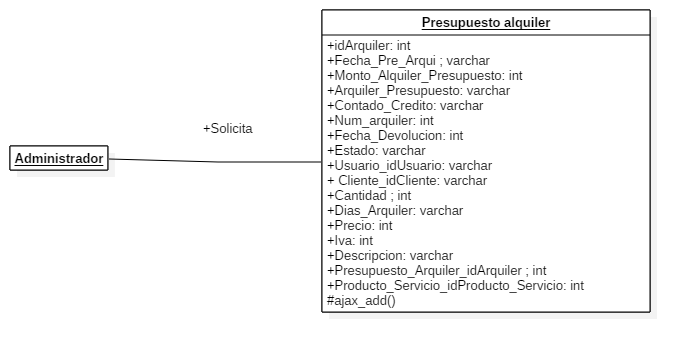 Presupuesto alquiler
+idArquiler: int
+Fecha_Pre_Arqui ; varchar
+Monto_Alquiler_Presupuesto: int
+Arquiler_Presupuesto: varchar
+Contado_Credito: varchar
+Num_arquiler: int
+Fecha_Devolucion: int
+Estado: varchar
+Usuario_idUsuario: varchar
+ Cliente_idCliente: varchar
+Cantidad ; int
+Dias_Arquiler: varchar
+Precio: int
+Iva: int
+Descripcion: varchar
+Presupuesto_Arquiler_idArquiler ; int
+Producto_Servicio_idProducto_Servicio: int
#ajax_add()
+Solicita
Administrador